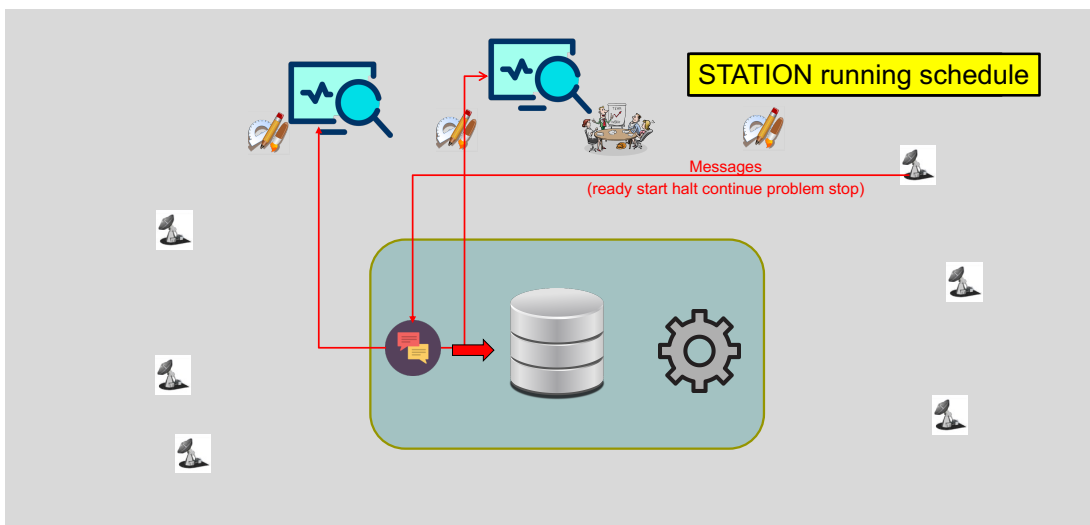 STATION running schedule
Messages
(ready start halt continue problem stop)